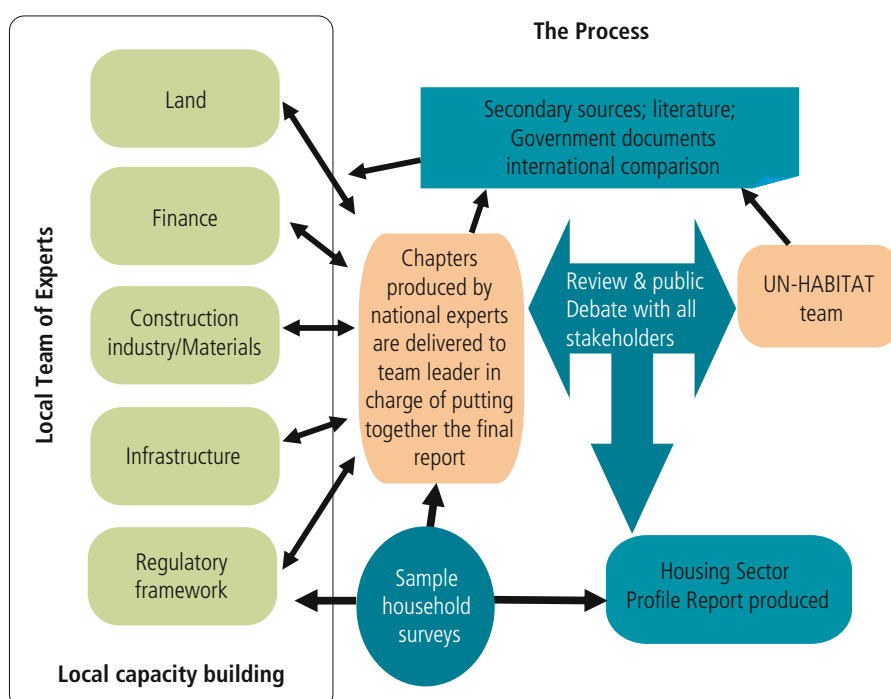 The Process
Local Team of Experts
Land
Finance
Construction
industry/Materials
Infrastructure
Regulatory
framework
Local capacity building
Secondary sources; literature;
Government documents
international comparison
Chapters
produced by
national experts
are delivered to
team leader in
charge of putting
together the final
report
Review & public
Debate with all
stakeholders
UN-HABITAT
team
Sample
household
surveys
Housing Sector
Profile Report produced